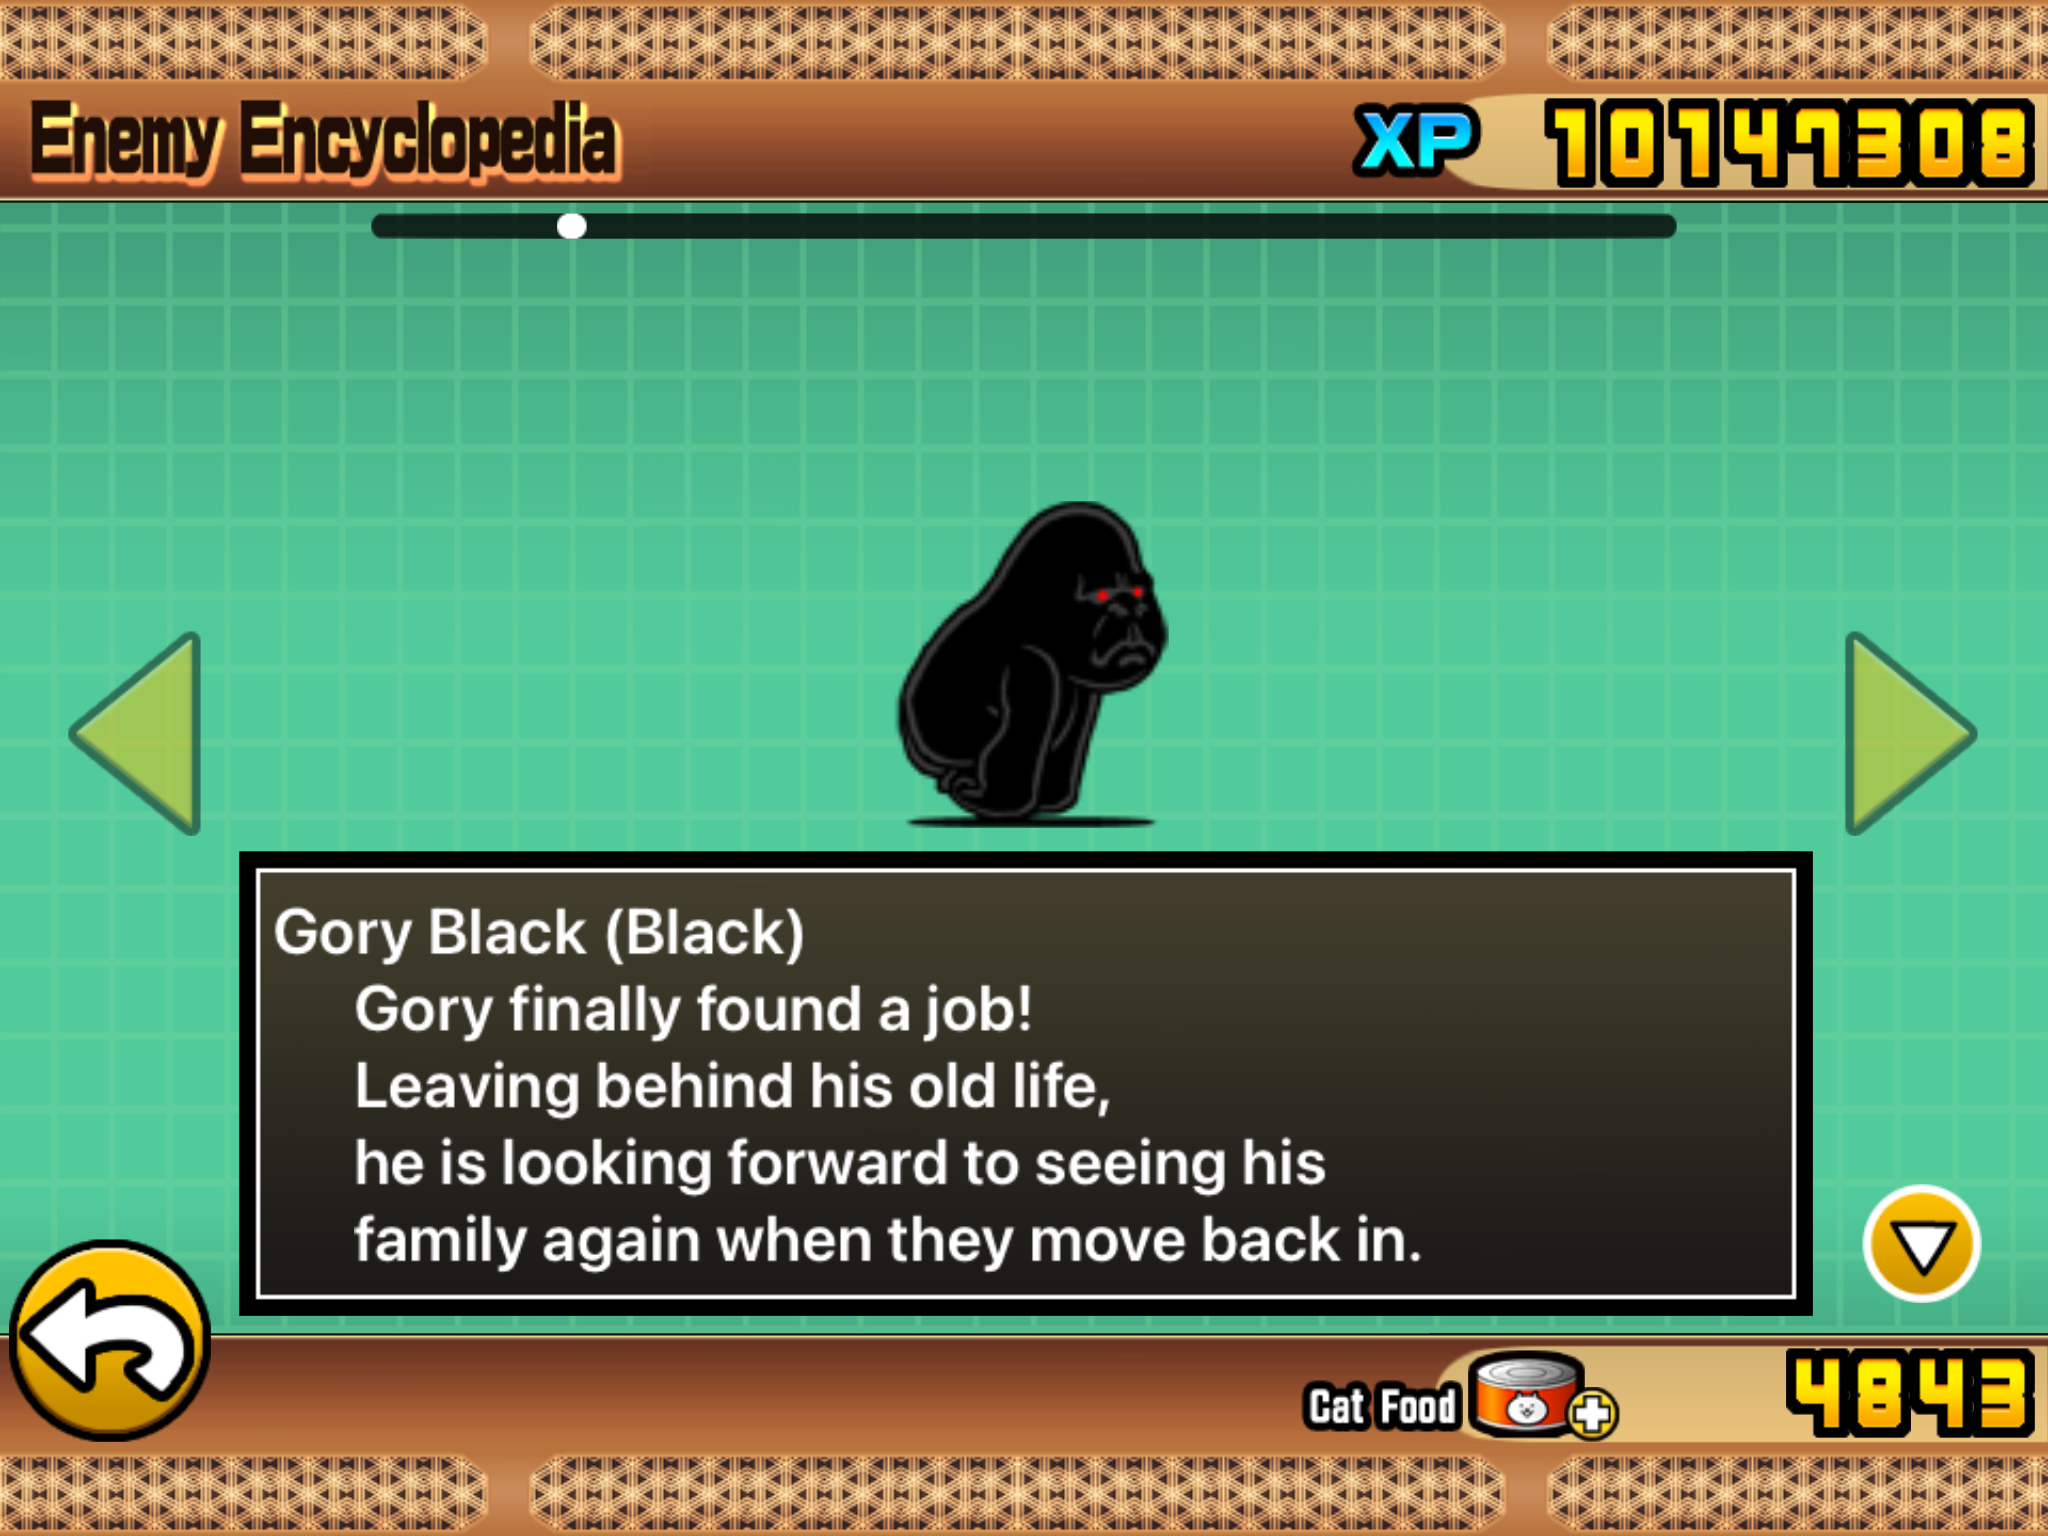 Enemy Encyclopedia
XP 10147308
Gory Black (Black)
Gory finally found a job!
Leaving behind his old life,
he is looking forward to seeing his
family again when they move back in.
Cat Food 4843